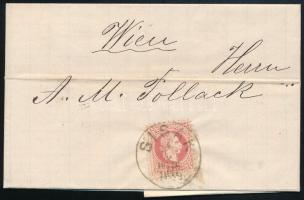 Wien
Herrn
A. M. Pollack